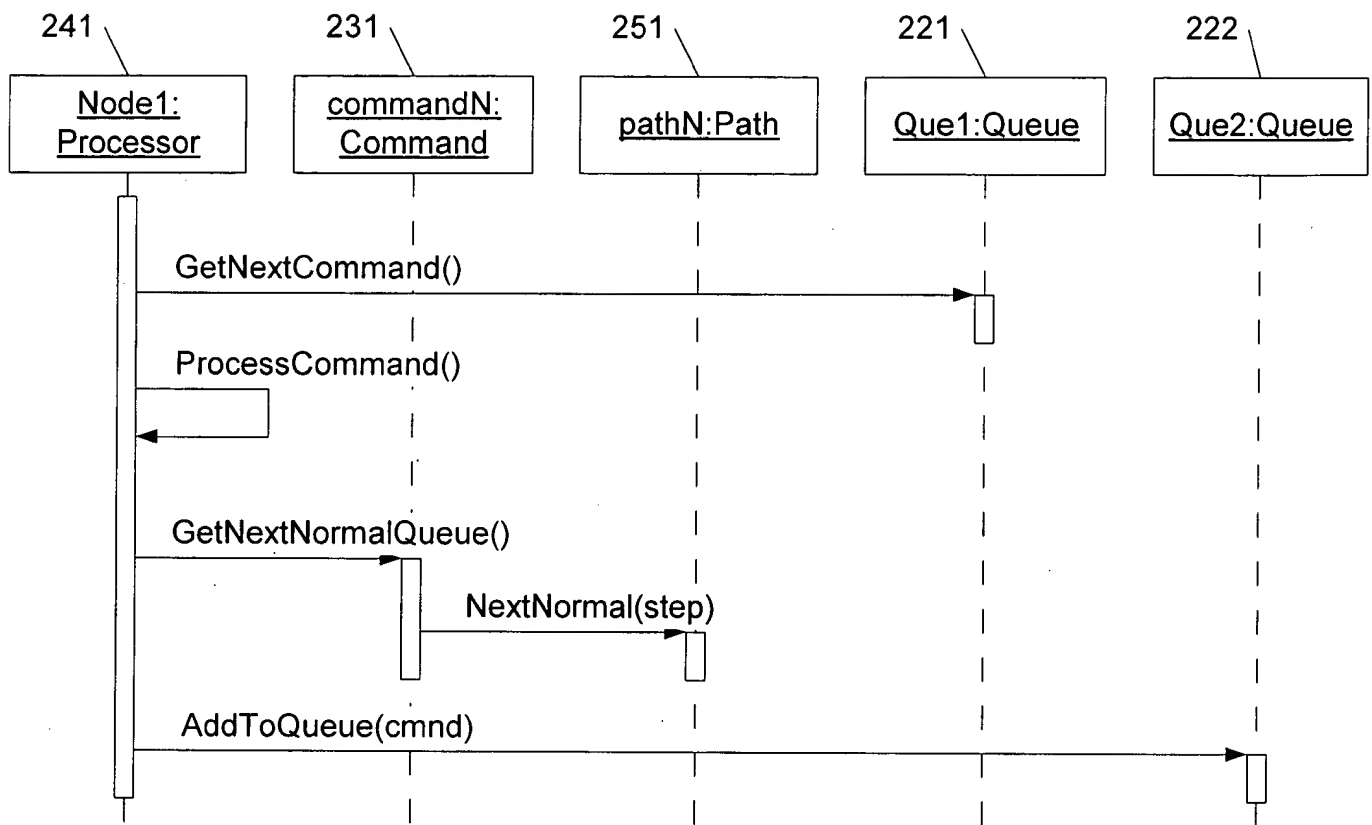 241
231
251
221
222
Node1:
Processor
commandN:
Command
pathN:Path
Que1:Queue
Que2:Queue
GetNextCommand()
ProcessCommand()
GetNextNormalQueue()
NextNormal(step)
AddToQueue(cmnd)